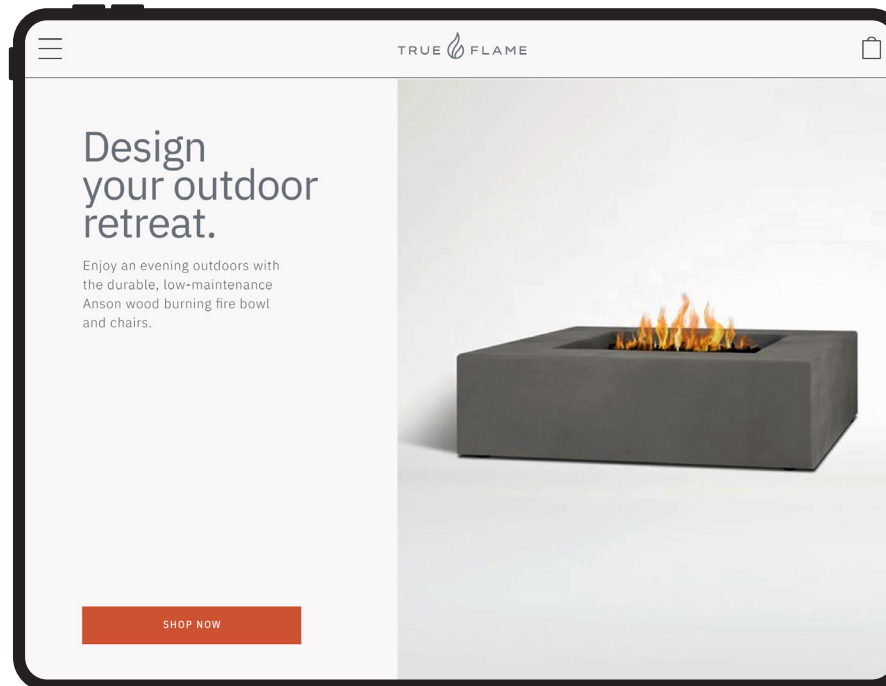 TRUE FLAME
Design
your outdoor
retreat.
Enjoy an evening outdoors with
the durable, low-maintenance
Anson wood burning fire bowl
and chairs.
SHOP NOW